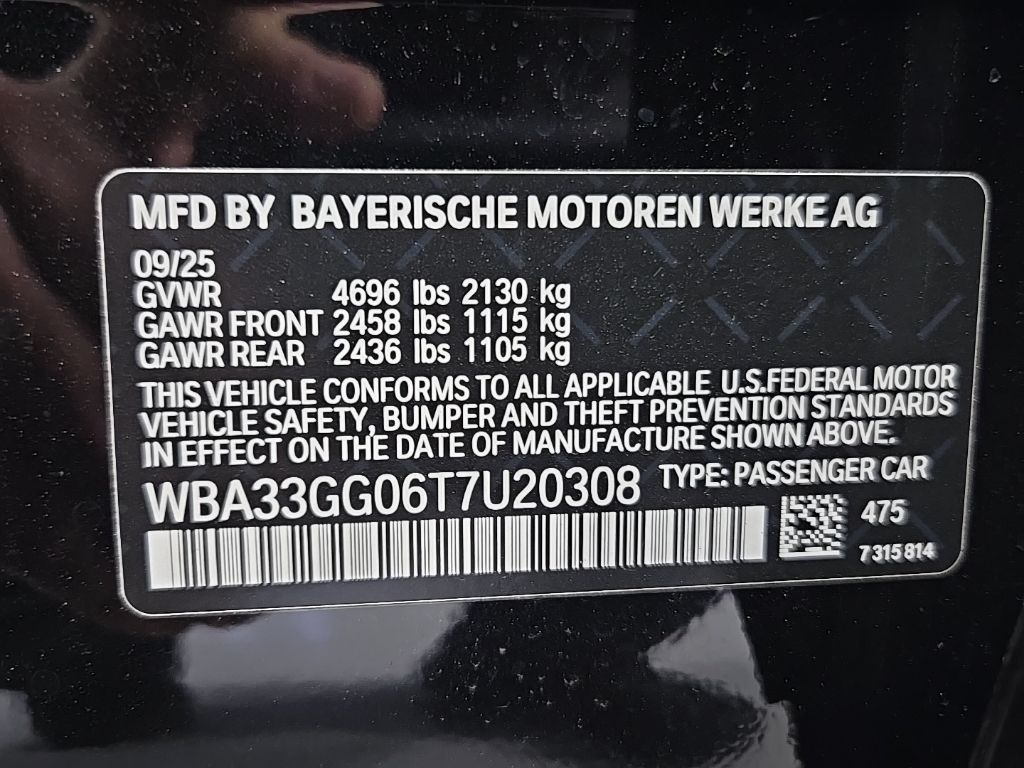 MFD BY BAYERISCHE MOTOREN WERKE AG
09/25
GVWR 4696 lbs 2130 kg
GAWR FRONT 2458 lbs 1115 kg
GAWR REAR 2436 lbs 1105 kg
THIS VEHICLE CONFORMS TO ALL APPLICABLE U.S.FEDERAL MOTOR
VEHICLE SAFETY, BUMPER AND THEFT PREVENTION STANDARDS
IN EFFECT ON THE DATE OF MANUFACTURE SHOWN ABOVE.
WBA33GG06T7U20308 TYPE: PASSENGER CAR
475
7315814